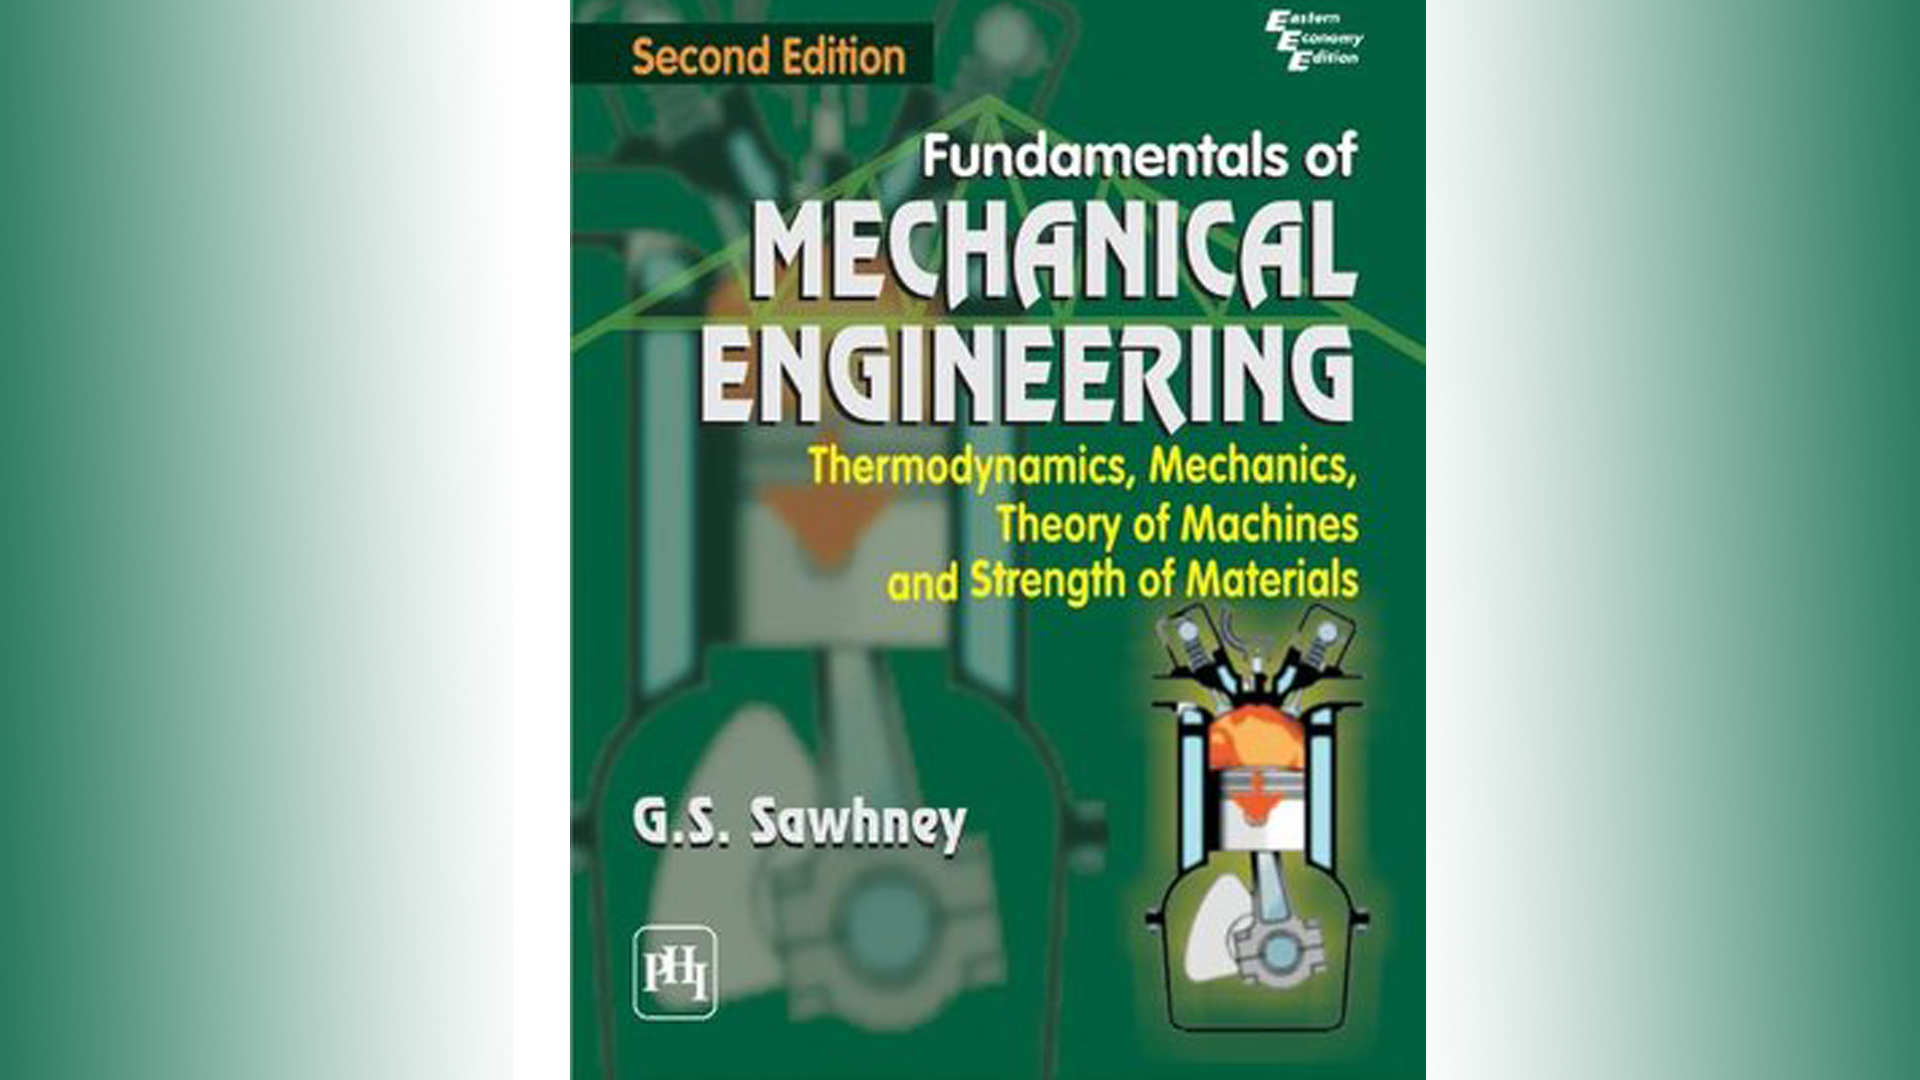 Second Edition
Eastern
Economy
Edition
Fundamentals of
MECHANICAL
ENGINEERING
Thermodynamics, Mechanics,
Theory of Machines
and Strength of Materials
G.S. Sawhney
PHI